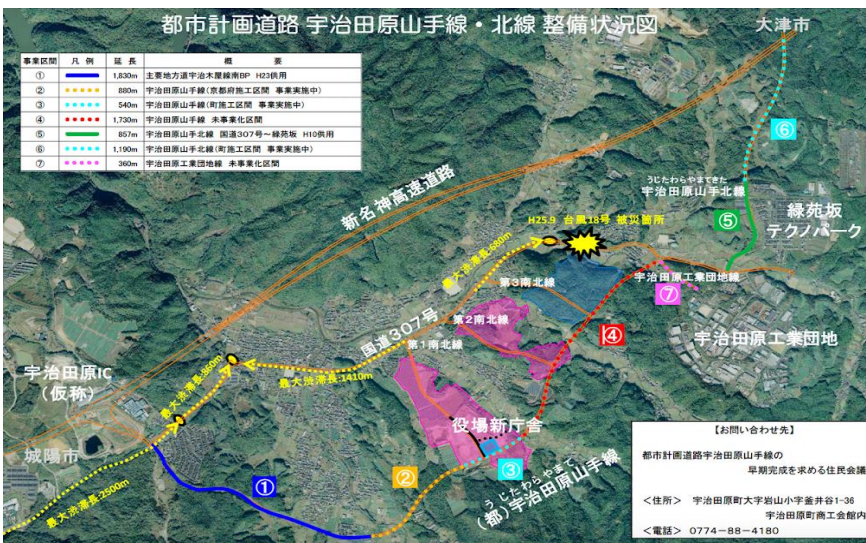 都市計画道路 宇治田原山手線・北線 整備状況図
大津市
事業区間 凡例 延長 概要
① 1,830m 主要地方道宇治木屋線南BP H23供用
② 880m 宇治田原山手線(京都府施工区間 事業実施中)
③ 540m 宇治田原山手線(町施工区間 事業実施中)
④ 1,730m 宇治田原山手線 未事業化区間
⑤ 857m 宇治田原山手北線 国道307号~緑苑坂 H10供用
⑥ 1,190m 宇治田原山手北線(町施工区間 事業実施中)
⑦ 360m 宇治田原工業団地線 未事業化区間
⑥
新名神高速道路
うじたわらやまてきた
宇治田原山手北線
⑤
緑苑坂
テクノパーク
H25.9 台風18号 被災箇所
最大渋滞長:680m
宇治田原工業団地線
⑦
第3南北線
国道307号
第2南北線
第1南北線
④
宇治田原工業団地
宇治田原IC
(仮称)
最大渋滞長:860m
最大渋滞長:1410m
役場新庁舎
城陽市
③
②
①
うじたわらやまて
(都)宇治田原山手線
最大渋滞長:2500m
【お問い合わせ先】
都市計画道路宇治田原山手線の
早期完成を求める住民会議
<住所> 宇治田原町大字岩山小字釜井谷1-36
宇治田原町商工会館内
<電話> 0774-88-4180